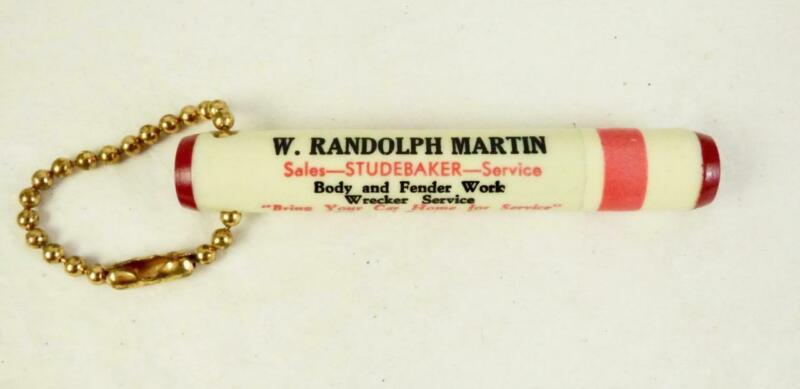 W. RANDOLPH MARTIN
Sales—STUDEBAKER—Service
Body and Fender Work
Wrecker Service
"Bring Your Car Home for Service"